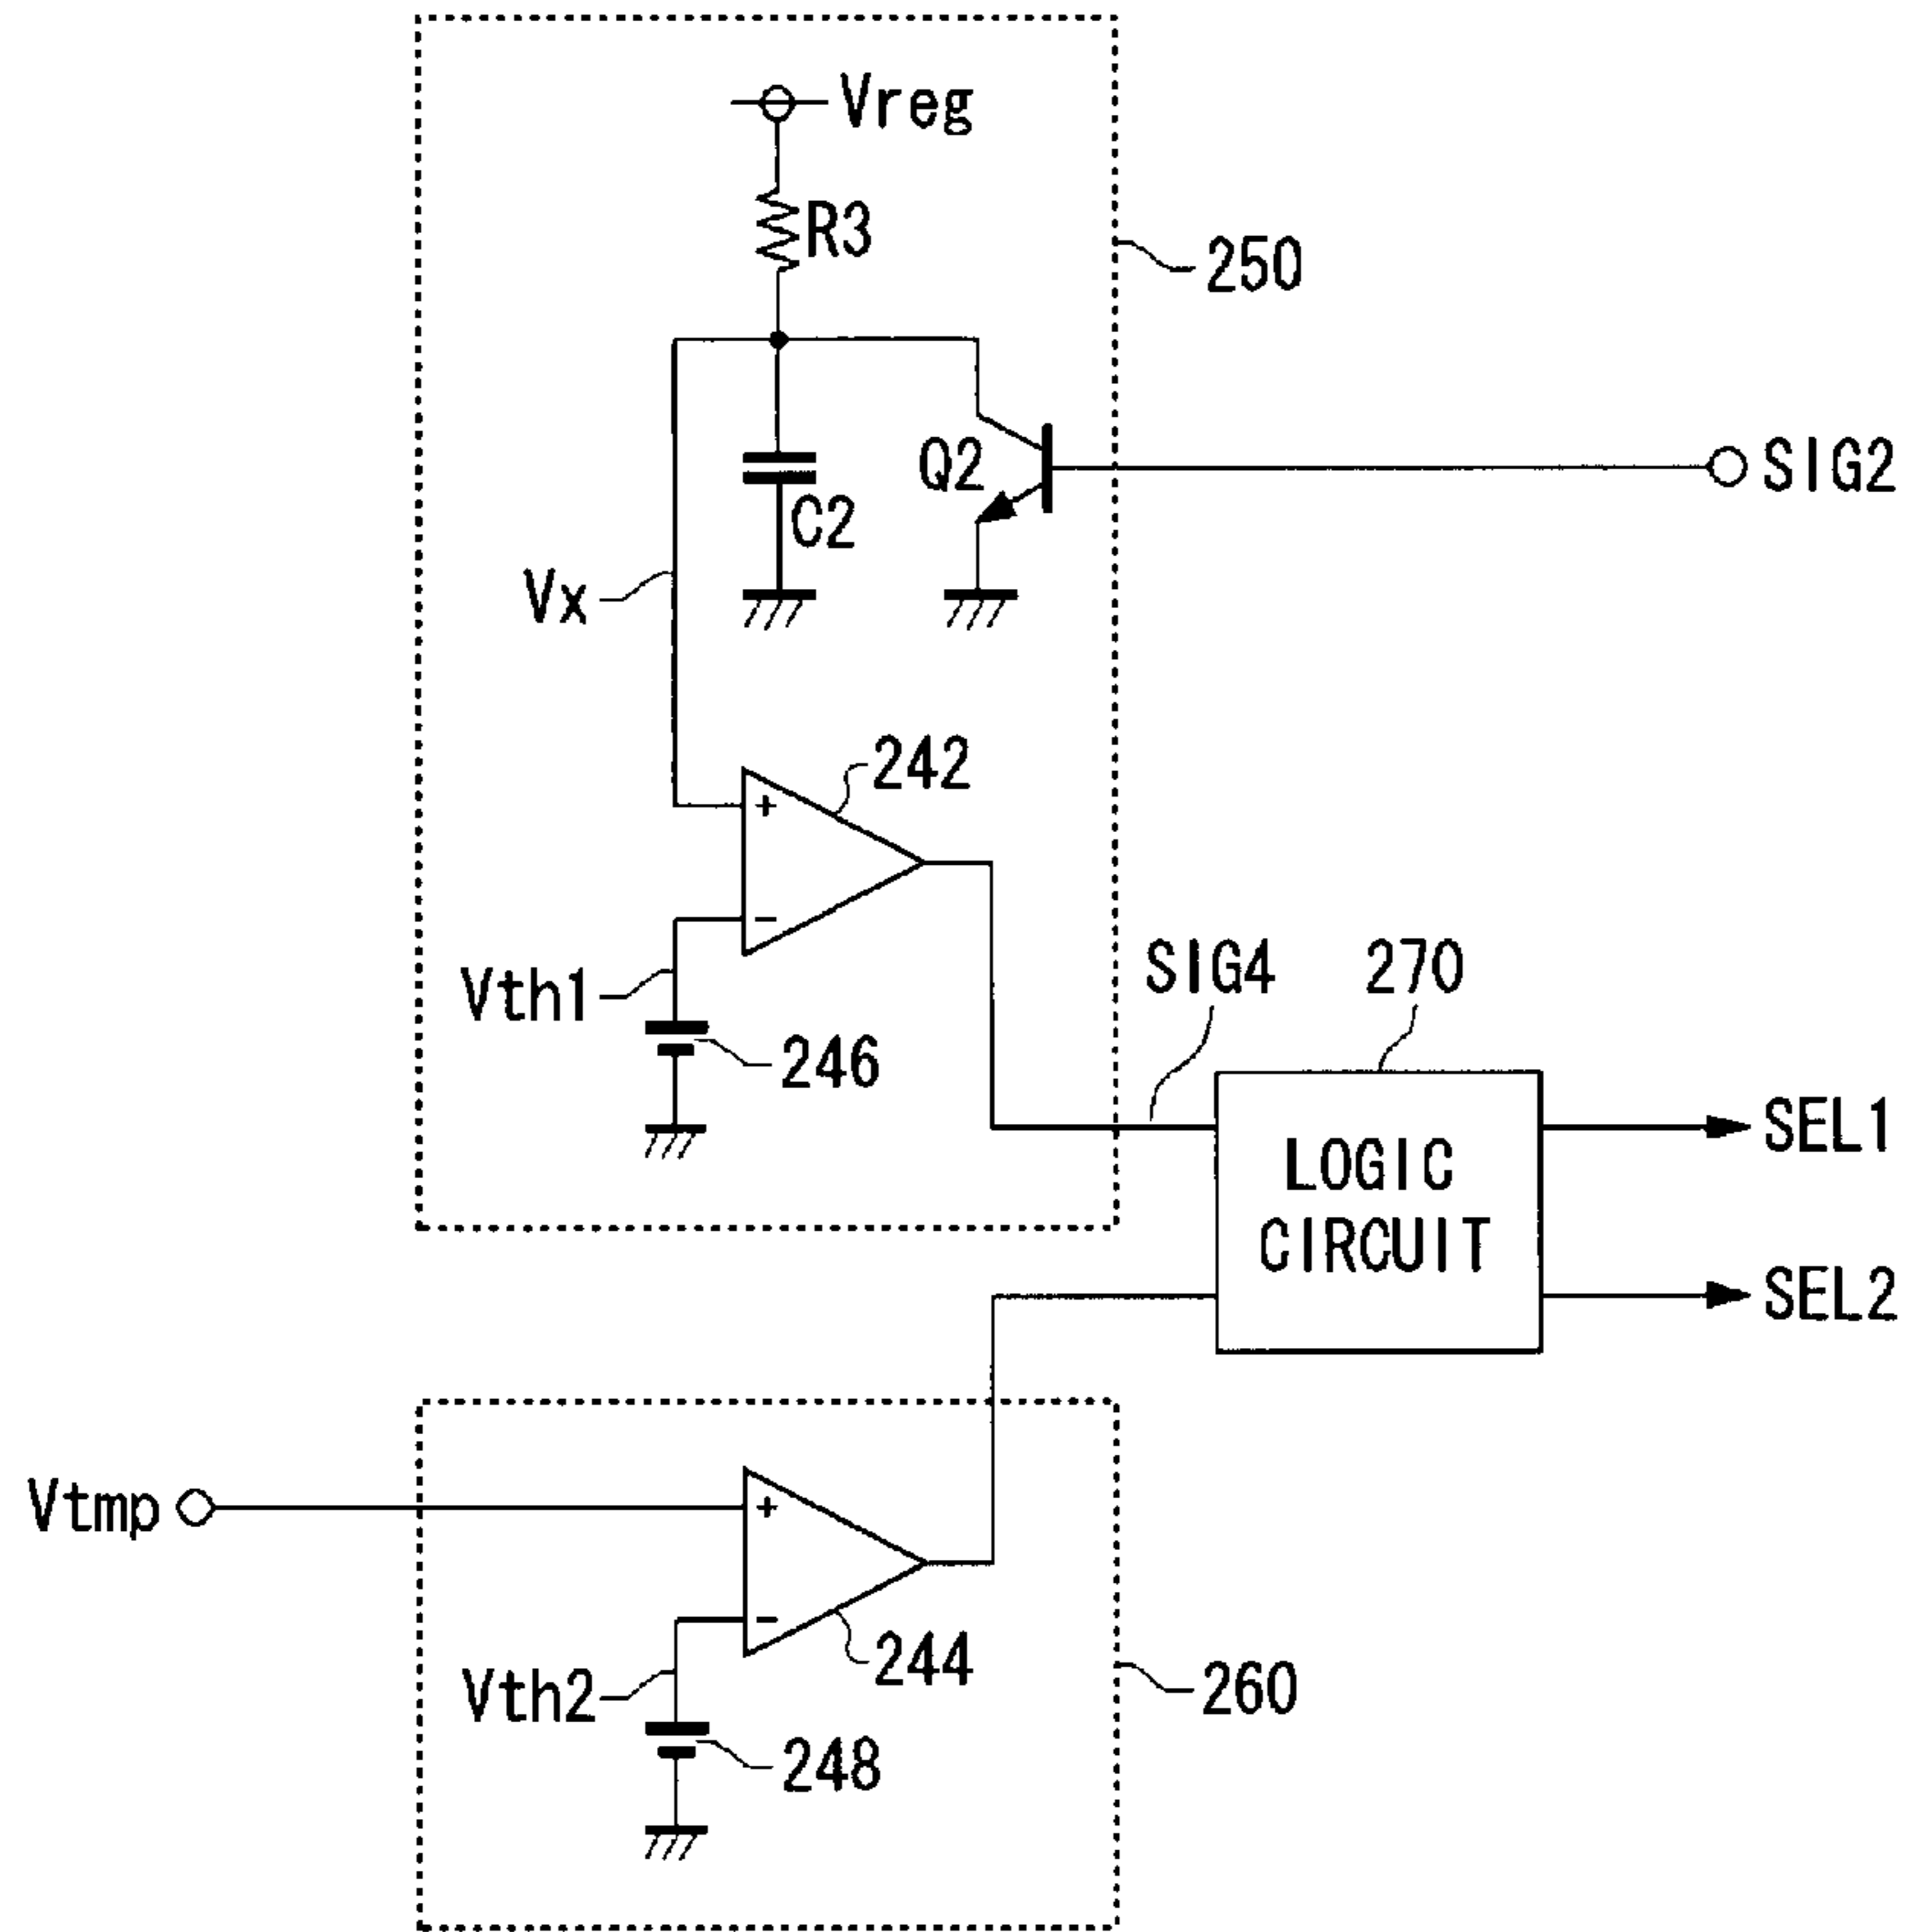 Vreg
R3
250
Q2
SIG2
C2
Vx
242
+
−
Vth1
SIG4
270
246
SEL1
LOGIC
CIRCUIT
SEL2
Vtmp
+
−
244
Vth2
260
248